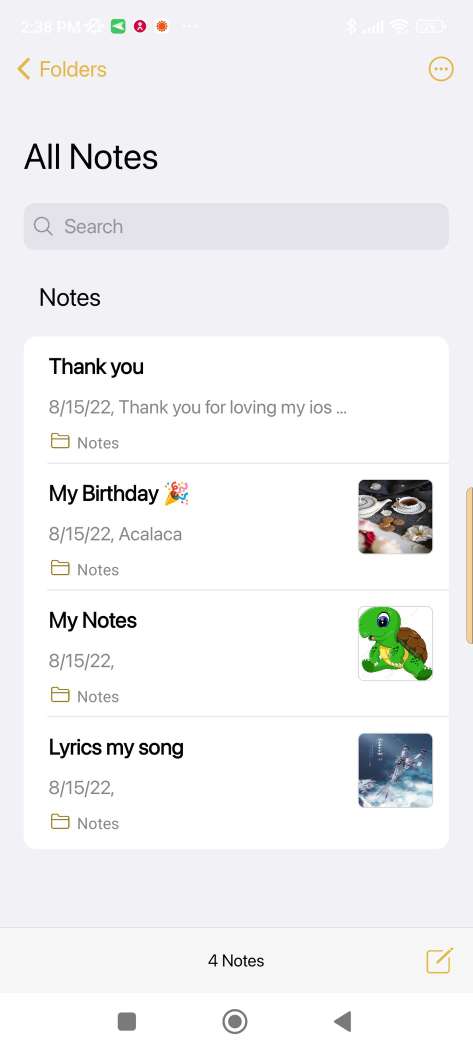 2:38 PM
Folders
All Notes
Search
Notes
Thank you
8/15/22, Thank you for loving my ios ...
Notes
My Birthday 🎉
8/15/22, Acalaca
Notes
My Notes
8/15/22,
Notes
Lyrics my song
8/15/22,
Notes
4 Notes